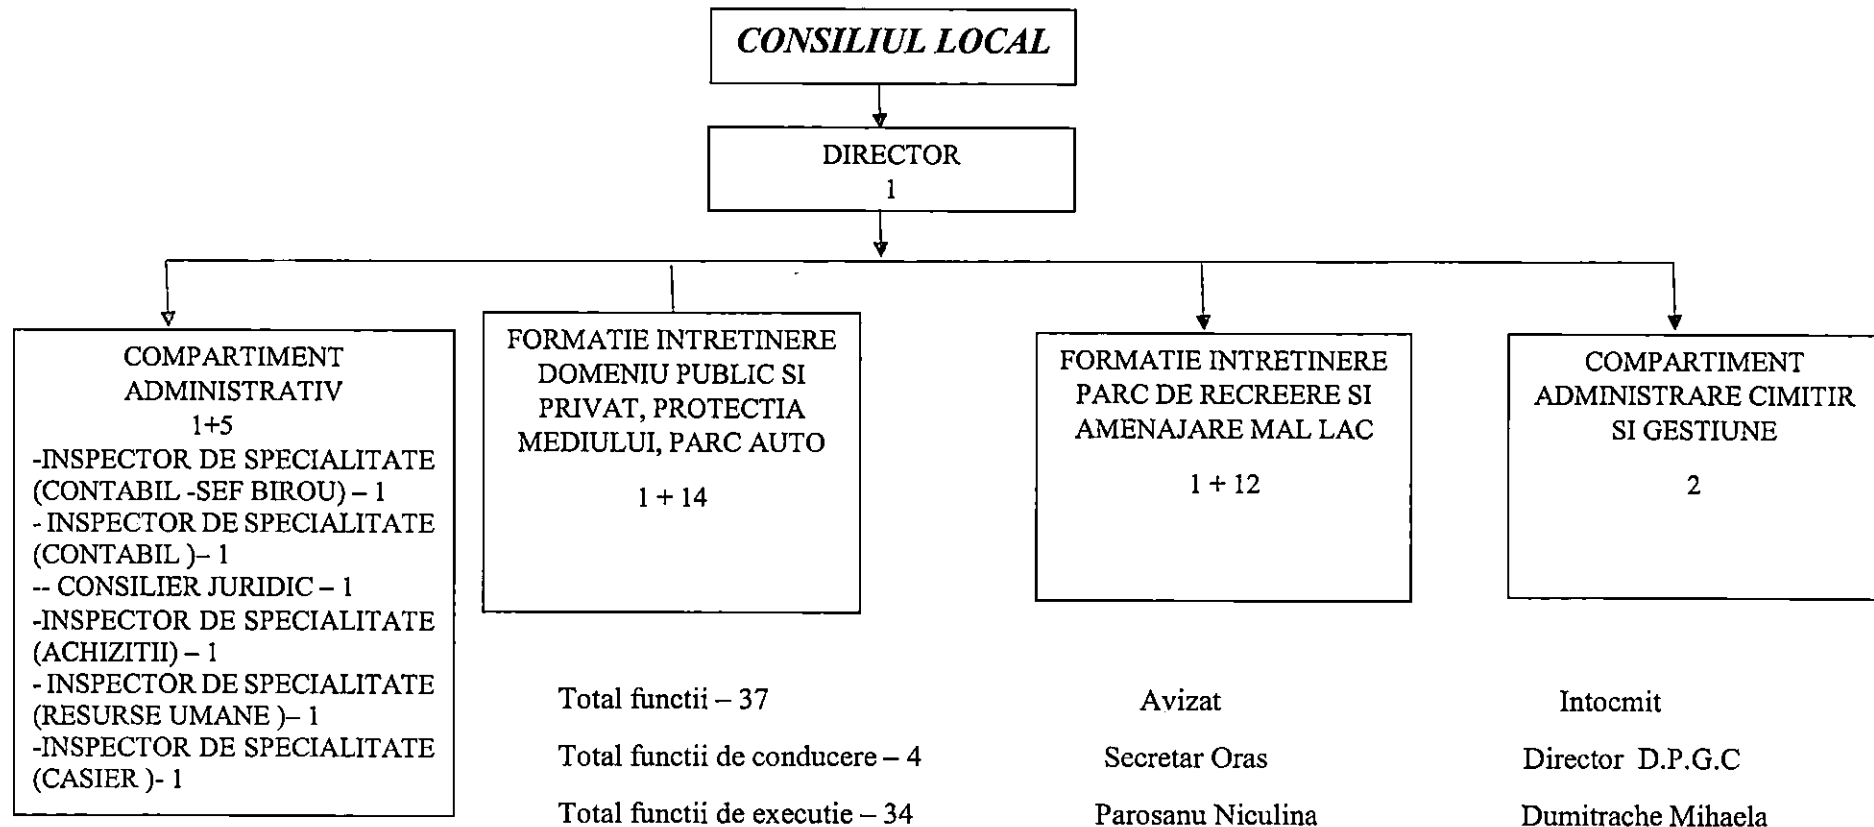 CONSILIUL LOCAL
DIRECTOR
1
COMPARTIMENT
ADMINISTRATIV
1+5
-INSPECTOR DE SPECIALITATE
(CONTABIL -SEF BIROU) – 1
- INSPECTOR DE SPECIALITATE
(CONTABIL )– 1
-- CONSILIER JURIDIC – 1
-INSPECTOR DE SPECIALITATE
(ACHIZITII) – 1
- INSPECTOR DE SPECIALITATE
(RESURSE UMANE )– 1
-INSPECTOR DE SPECIALITATE
(CASIER )- 1
FORMATIE INTRETINERE
DOMENIU PUBLIC SI
PRIVAT, PROTECTIA
MEDIULUI, PARC AUTO
1 + 14
FORMATIE INTRETINERE
PARC DE RECREERE SI
AMENAJARE MAL LAC
1 + 12
COMPARTIMENT
ADMINISTRARE CIMITIR
SI GESTIUNE
2
Total functii – 37
Total functii de conducere – 4
Total functii de executie – 34
Avizat
Secretar Oras
Parosanu Niculina
Intocmit
Director D.P.G.C
Dumitrache Mihaela